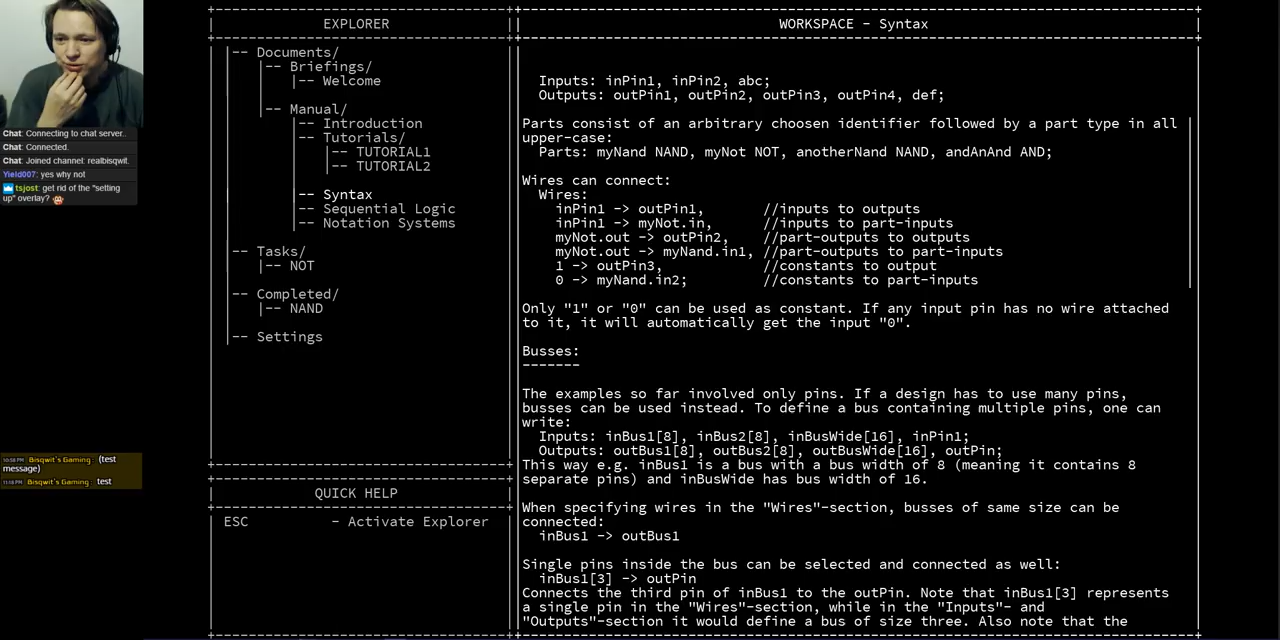 EXPLORER
WORKSPACE - Syntax
|-- Documents/
|-- Briefings/
|-- Welcome
|-- Manual/
|-- Introduction
|-- Tutorials/
|-- TUTORIAL1
|-- TUTORIAL2
|-- Syntax
|-- Sequential Logic
|-- Notation Systems
|-- Tasks/
|-- NOT
|-- Completed/
|-- NAND
|-- Settings
QUICK HELP
ESC - Activate Explorer
Inputs: inPin1, inPin2, abc;
Outputs: outPin1, outPin2, outPin3, outPin4, def;
Parts consist of an arbitrary choosen identifier followed by a part type in all
upper-case:
Parts: myNand NAND, myNot NOT, anotherNand NAND, andAnAnd AND;
Wires can connect:
Wires:
inPin1 -> outPin1, //inputs to outputs
inPin1 -> myNot.in, //inputs to part-inputs
myNot.out -> outPin2, //part-outputs to outputs
myNot.out -> myNand.in1, //part-outputs to part-inputs
1 -> outPin3, //constants to output
0 -> myNand.in2; //constants to part-inputs
Only "1" or "0" can be used as constant. If any input pin has no wire attached
to it, it will automatically get the input "0".
Busses:
-------
The examples so far involved only pins. If a design has to use many pins,
busses can be used instead. To define a bus containing multiple pins, one can
write:
Inputs: inBus1[8], inBus2[8], inBusWide[16], inPin1;
Outputs: outBus1[8], outBus2[8], outBusWide[16], outPin;
This way e.g. inBus1 is a bus with a bus width of 8 (meaning it contains 8
separate pins) and inBusWide has bus width of 16.
When specifying wires in the "Wires"-section, busses of same size can be
connected:
inBus1 -> outBus1
Single pins inside the bus can be selected and connected as well:
inBus1[3] -> outPin
Connects the third pin of inBus1 to the outPin. Note that inBus1[3] represents
a single pin in the "Wires"-section, while in the "Inputs"- and
"Outputs"-section it would define a bus of size three. Also note that the
Chat: Connecting to chat server..
Chat: Connected.
Chat: Joined channel: realbisqwit.
Yield007: yes why not
tsjost: get rid of the "setting
up" overlay?
10:58 PM Bisqwit's Gaming: (test
message)
11:18 PM Bisqwit's Gaming: test